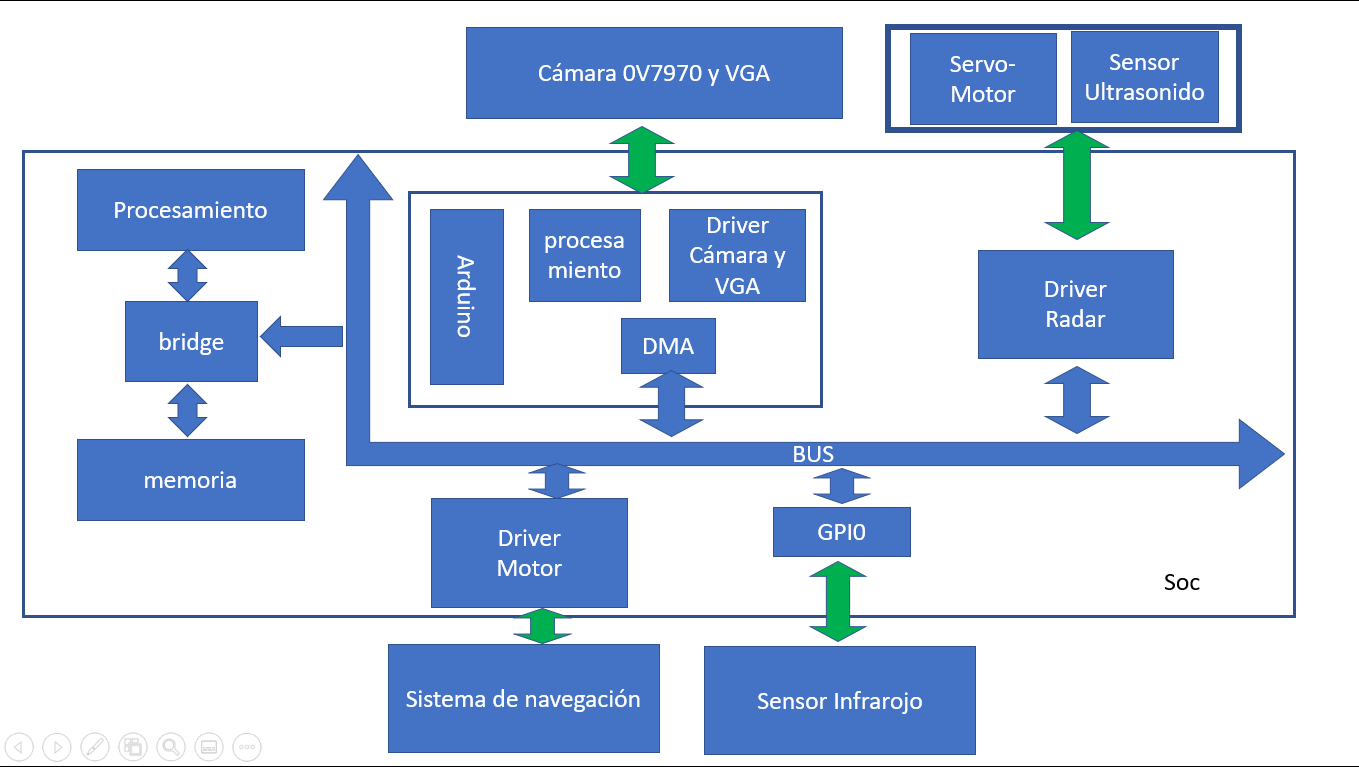 Cámara 0V7970 y VGA
Servo-
Motor
Sensor
Ultrasonido
Procesamiento
bridge
memoria
Arduino
procesa
miento
Driver
Cámara y
VGA
DMA
Driver
Radar
BUS
Driver
Motor
GPI0
Soc
Sistema de navegación
Sensor Infrarojo